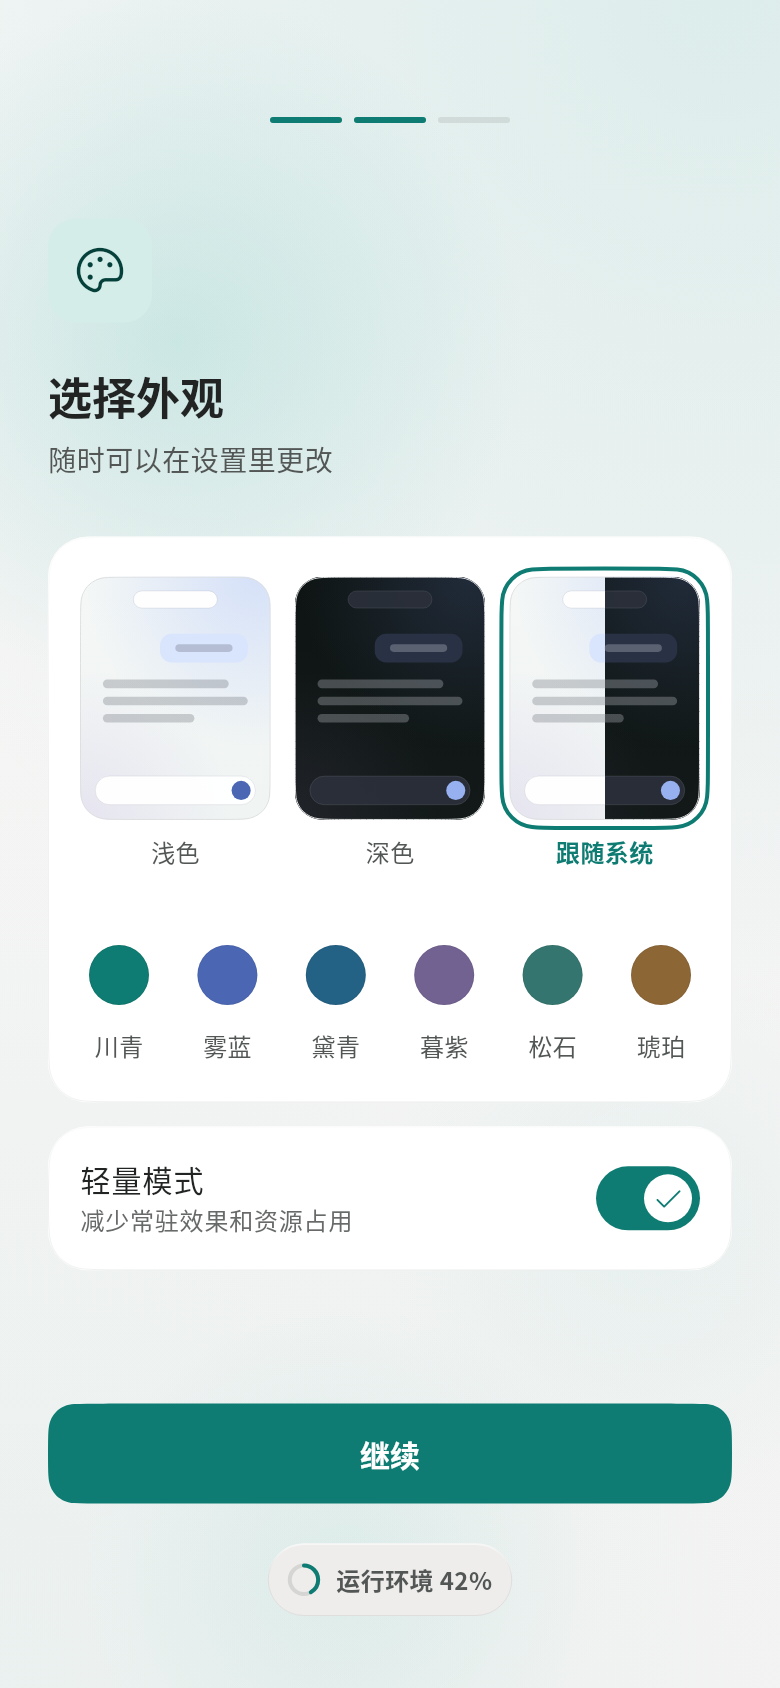 选择外观
随时可以在设置里更改
浅色
深色
跟随系统
川青
雾蓝
黛青
暮紫
松石
琥珀
轻量模式
减少常驻效果和资源占用
继续
运行环境 42%